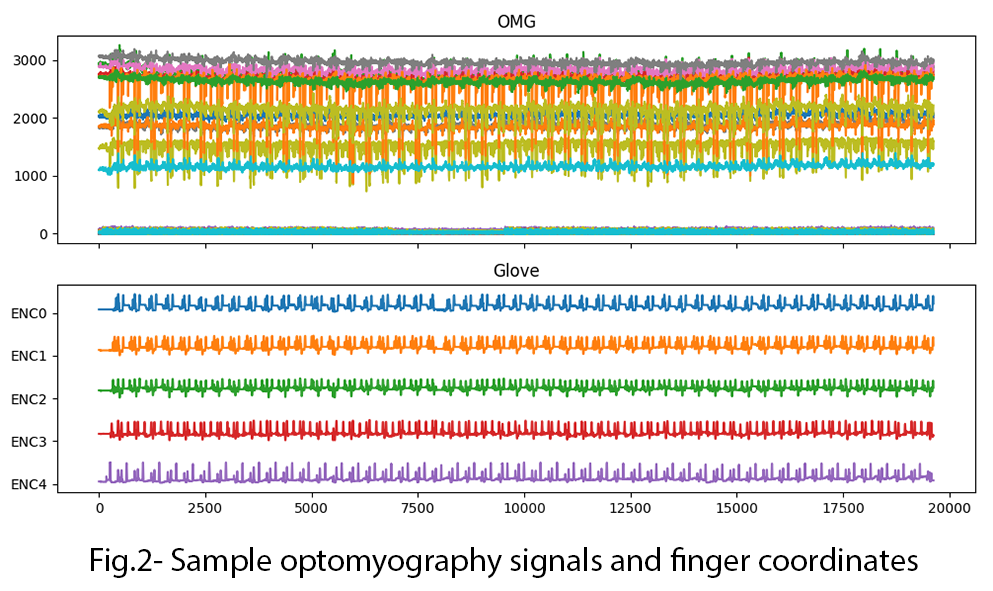 OMG
3000
2000
1000
0
Glove
ENC0
ENC1
ENC2
ENC3
ENC4
0 2500 5000 7500 10000 12500 15000 17500 20000
Fig.2- Sample optomyography signals and finger coordinates